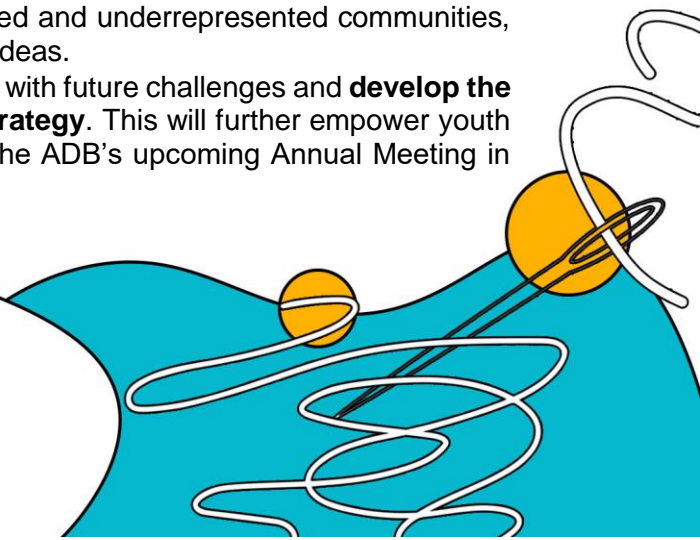 ed and underrepresented communities,
deas.
with future challenges and develop the
rategy. This will further empower youth
he ADB's upcoming Annual Meeting in